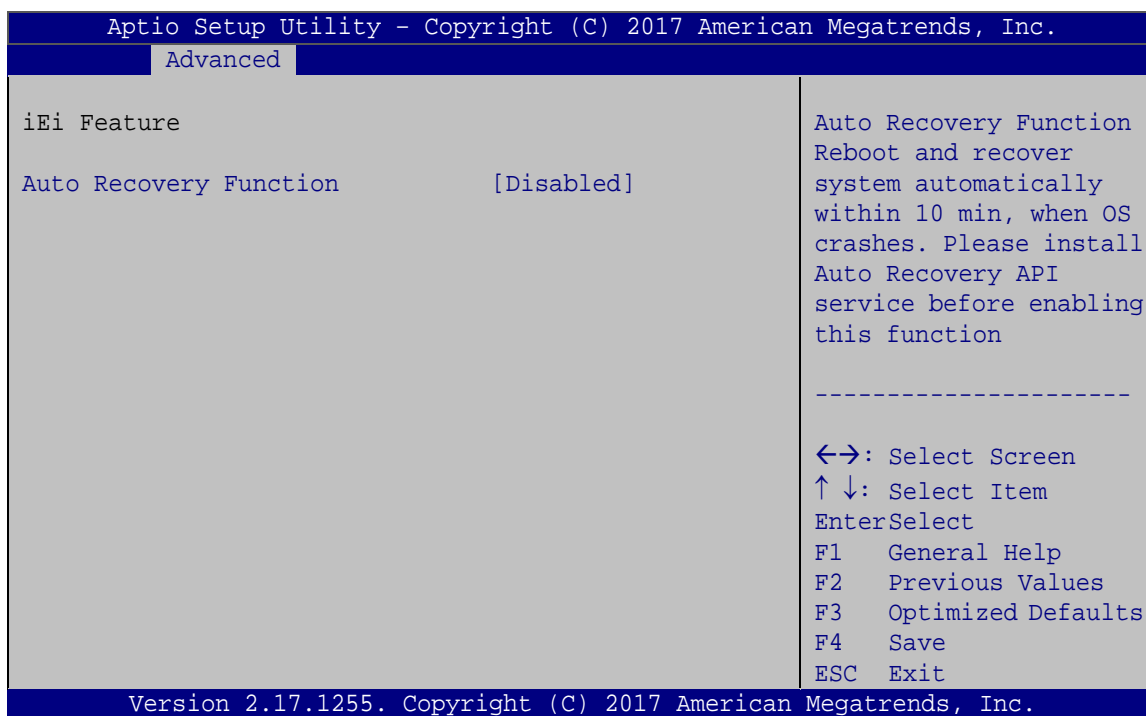 Aptio Setup Utility – Copyright (C) 2017 American Megatrends, Inc.
Advanced
iEi Feature
Auto Recovery Function [Disabled]
Auto Recovery Function
Reboot and recover
system automatically
within 10 min, when OS
crashes. Please install
Auto Recovery API
service before enabling
this function
----------------------
←→: Select Screen
↑ ↓: Select Item
EnterSelect
F1 General Help
F2 Previous Values
F3 Optimized Defaults
F4 Save
ESC Exit
Version 2.17.1255. Copyright (C) 2017 American Megatrends, Inc.